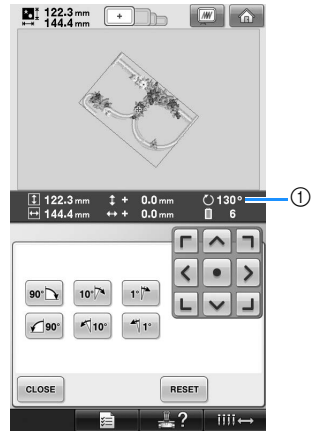 122.3 mm
144.4 mm
122.3 mm + 0.0 mm 130°
144.4 mm + 0.0 mm 6
①
90° 10° 1°
90° 10° 1°
CLOSE RESET
?